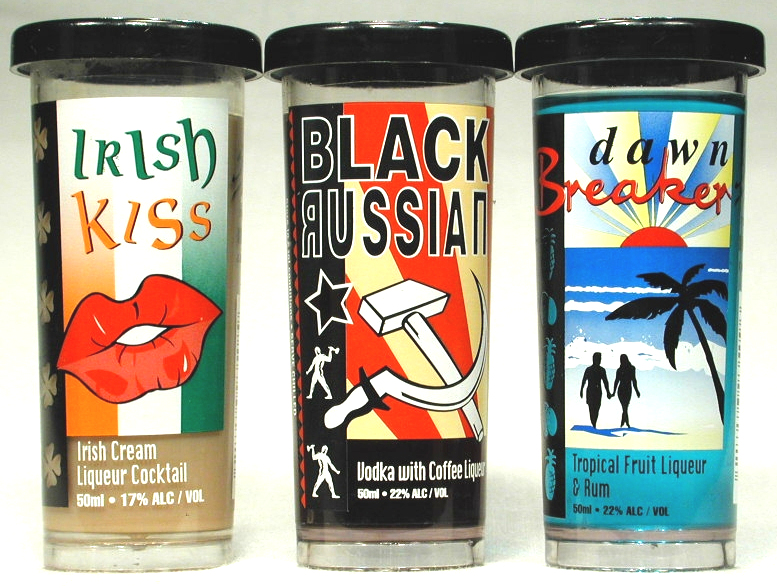 IRISH
KISS
Irish Cream
Liqueur Cocktail
50ml • 17% ALC / VOL
BLACK
ЯUSSIAП
Vodka with Coffee Liqueur
50ml • 22% ALC / VOL
dawn
Breaker
Tropical Fruit Liqueur
& Rum
50ml • 22% ALC / VOL